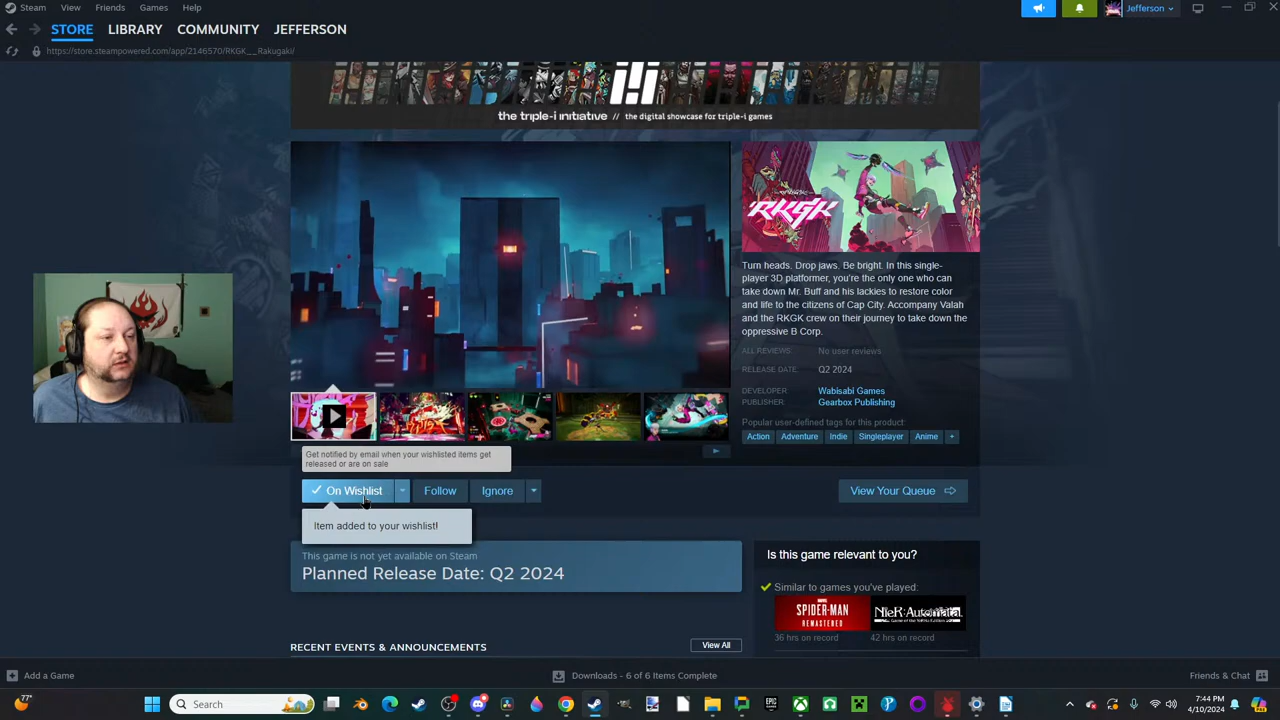 Steam View Friends Games Help
Jefferson
STORE LIBRARY COMMUNITY JEFFERSON
https://store.steampowered.com/app/2146570/RKGK__Rakugaki/
the triple-i initiative // the digital showcase for triple-i games
RKGK
Turn heads. Drop jaws. Be bright. In this single-
player 3D platformer, you're the only one who can
take down Mr. Buff and his lackies to restore color
and life to the citizens of Cap City. Accompany Valah
and the RKGK crew on their journey to take down the
oppressive B Corp.
ALL REVIEWS: No user reviews
RELEASE DATE: Q2 2024
DEVELOPER: Wabisabi Games
PUBLISHER: Gearbox Publishing
Popular user-defined tags for this product:
Action Adventure Indie Singleplayer Anime +
Get notified by email when your wishlisted items get
released or are on sale
On Wishlist Follow Ignore View Your Queue
Item added to your wishlist!
This game is not yet available on Steam
Planned Release Date: Q2 2024
Is this game relevant to you?
Similar to games you've played:
MARVEL
SPIDER-MAN
REMASTERED
NieR:Automata
36 hrs on record 42 hrs on record
RECENT EVENTS & ANNOUNCEMENTS View All
Add a Game Downloads - 6 of 6 Items Complete Friends & Chat
77°
Search
EPIC
GAMES
7:44 PM
4/10/2024